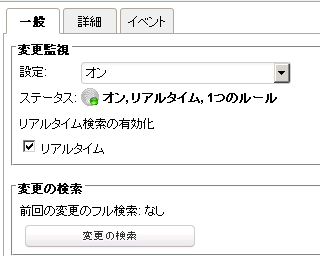 一般 詳細 イベント
変更監視
設定: オン
ステータス: オン, リアルタイム, 1つのルール
リアルタイム検索の有効化
リアルタイム
変更の検索
前回の変更のフル検索: なし
変更の検索